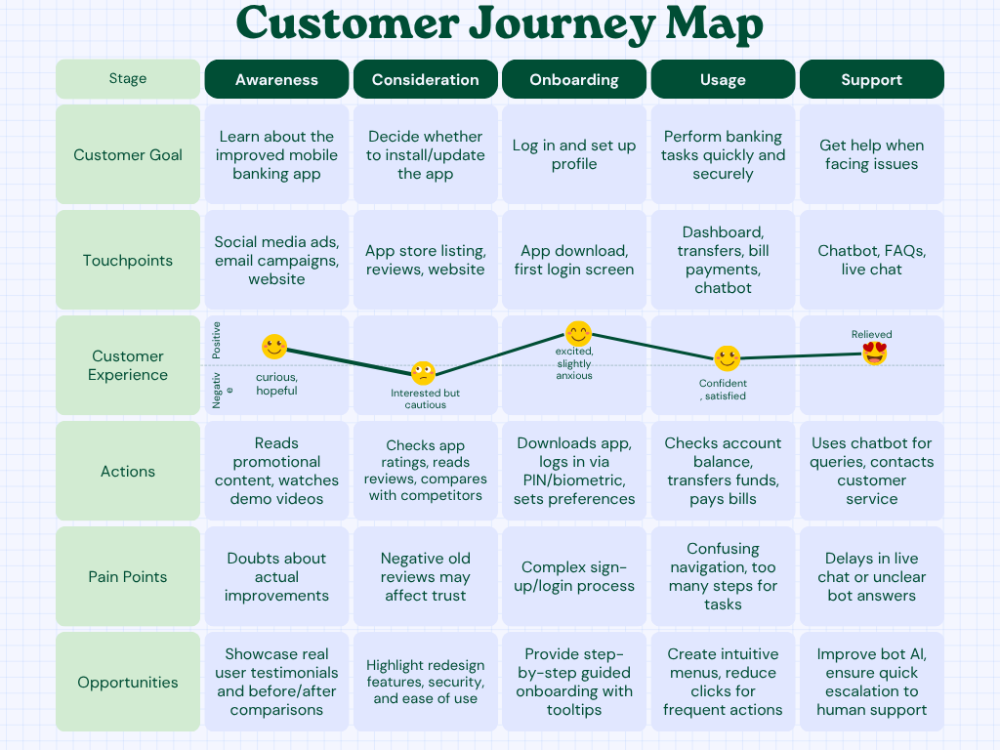 Customer Journey Map
Stage
Awareness
Consideration
Onboarding
Usage
Support
Customer Goal
Learn about the
improved mobile
banking app
Decide whether
to install/update
the app
Log in and set up
profile
Perform banking
tasks quickly and
securely
Get help when
facing issues
Touchpoints
Social media ads,
email campaigns,
website
App store listing,
reviews, website
App download,
first login screen
Dashboard,
transfers, bill
payments,
chatbot
Chatbot, FAQs,
live chat
Customer
Experience
Positive
Negativ
e
curious,
hopeful
Interested but
cautious
excited,
slightly
anxious
Confident
, satisfied
Relieved
Actions
Reads
promotional
content, watches
demo videos
Checks app
ratings, reads
reviews, compares
with competitors
Downloads app,
logs in via
PIN/biometric,
sets preferences
Checks account
balance,
transfers funds,
pays bills
Uses chatbot for
queries, contacts
customer
service
Pain Points
Doubts about
actual
improvements
Negative old
reviews may
affect trust
Complex sign-
up/login process
Confusing
navigation, too
many steps for
tasks
Delays in live
chat or unclear
bot answers
Opportunities
Showcase real
user testimonials
and before/after
comparisons
Highlight redesign
features, security,
and ease of use
Provide step-
by-step guided
onboarding with
tooltips
Create intuitive
menus, reduce
clicks for
frequent actions
Improve bot AI,
ensure quick
escalation to
human support